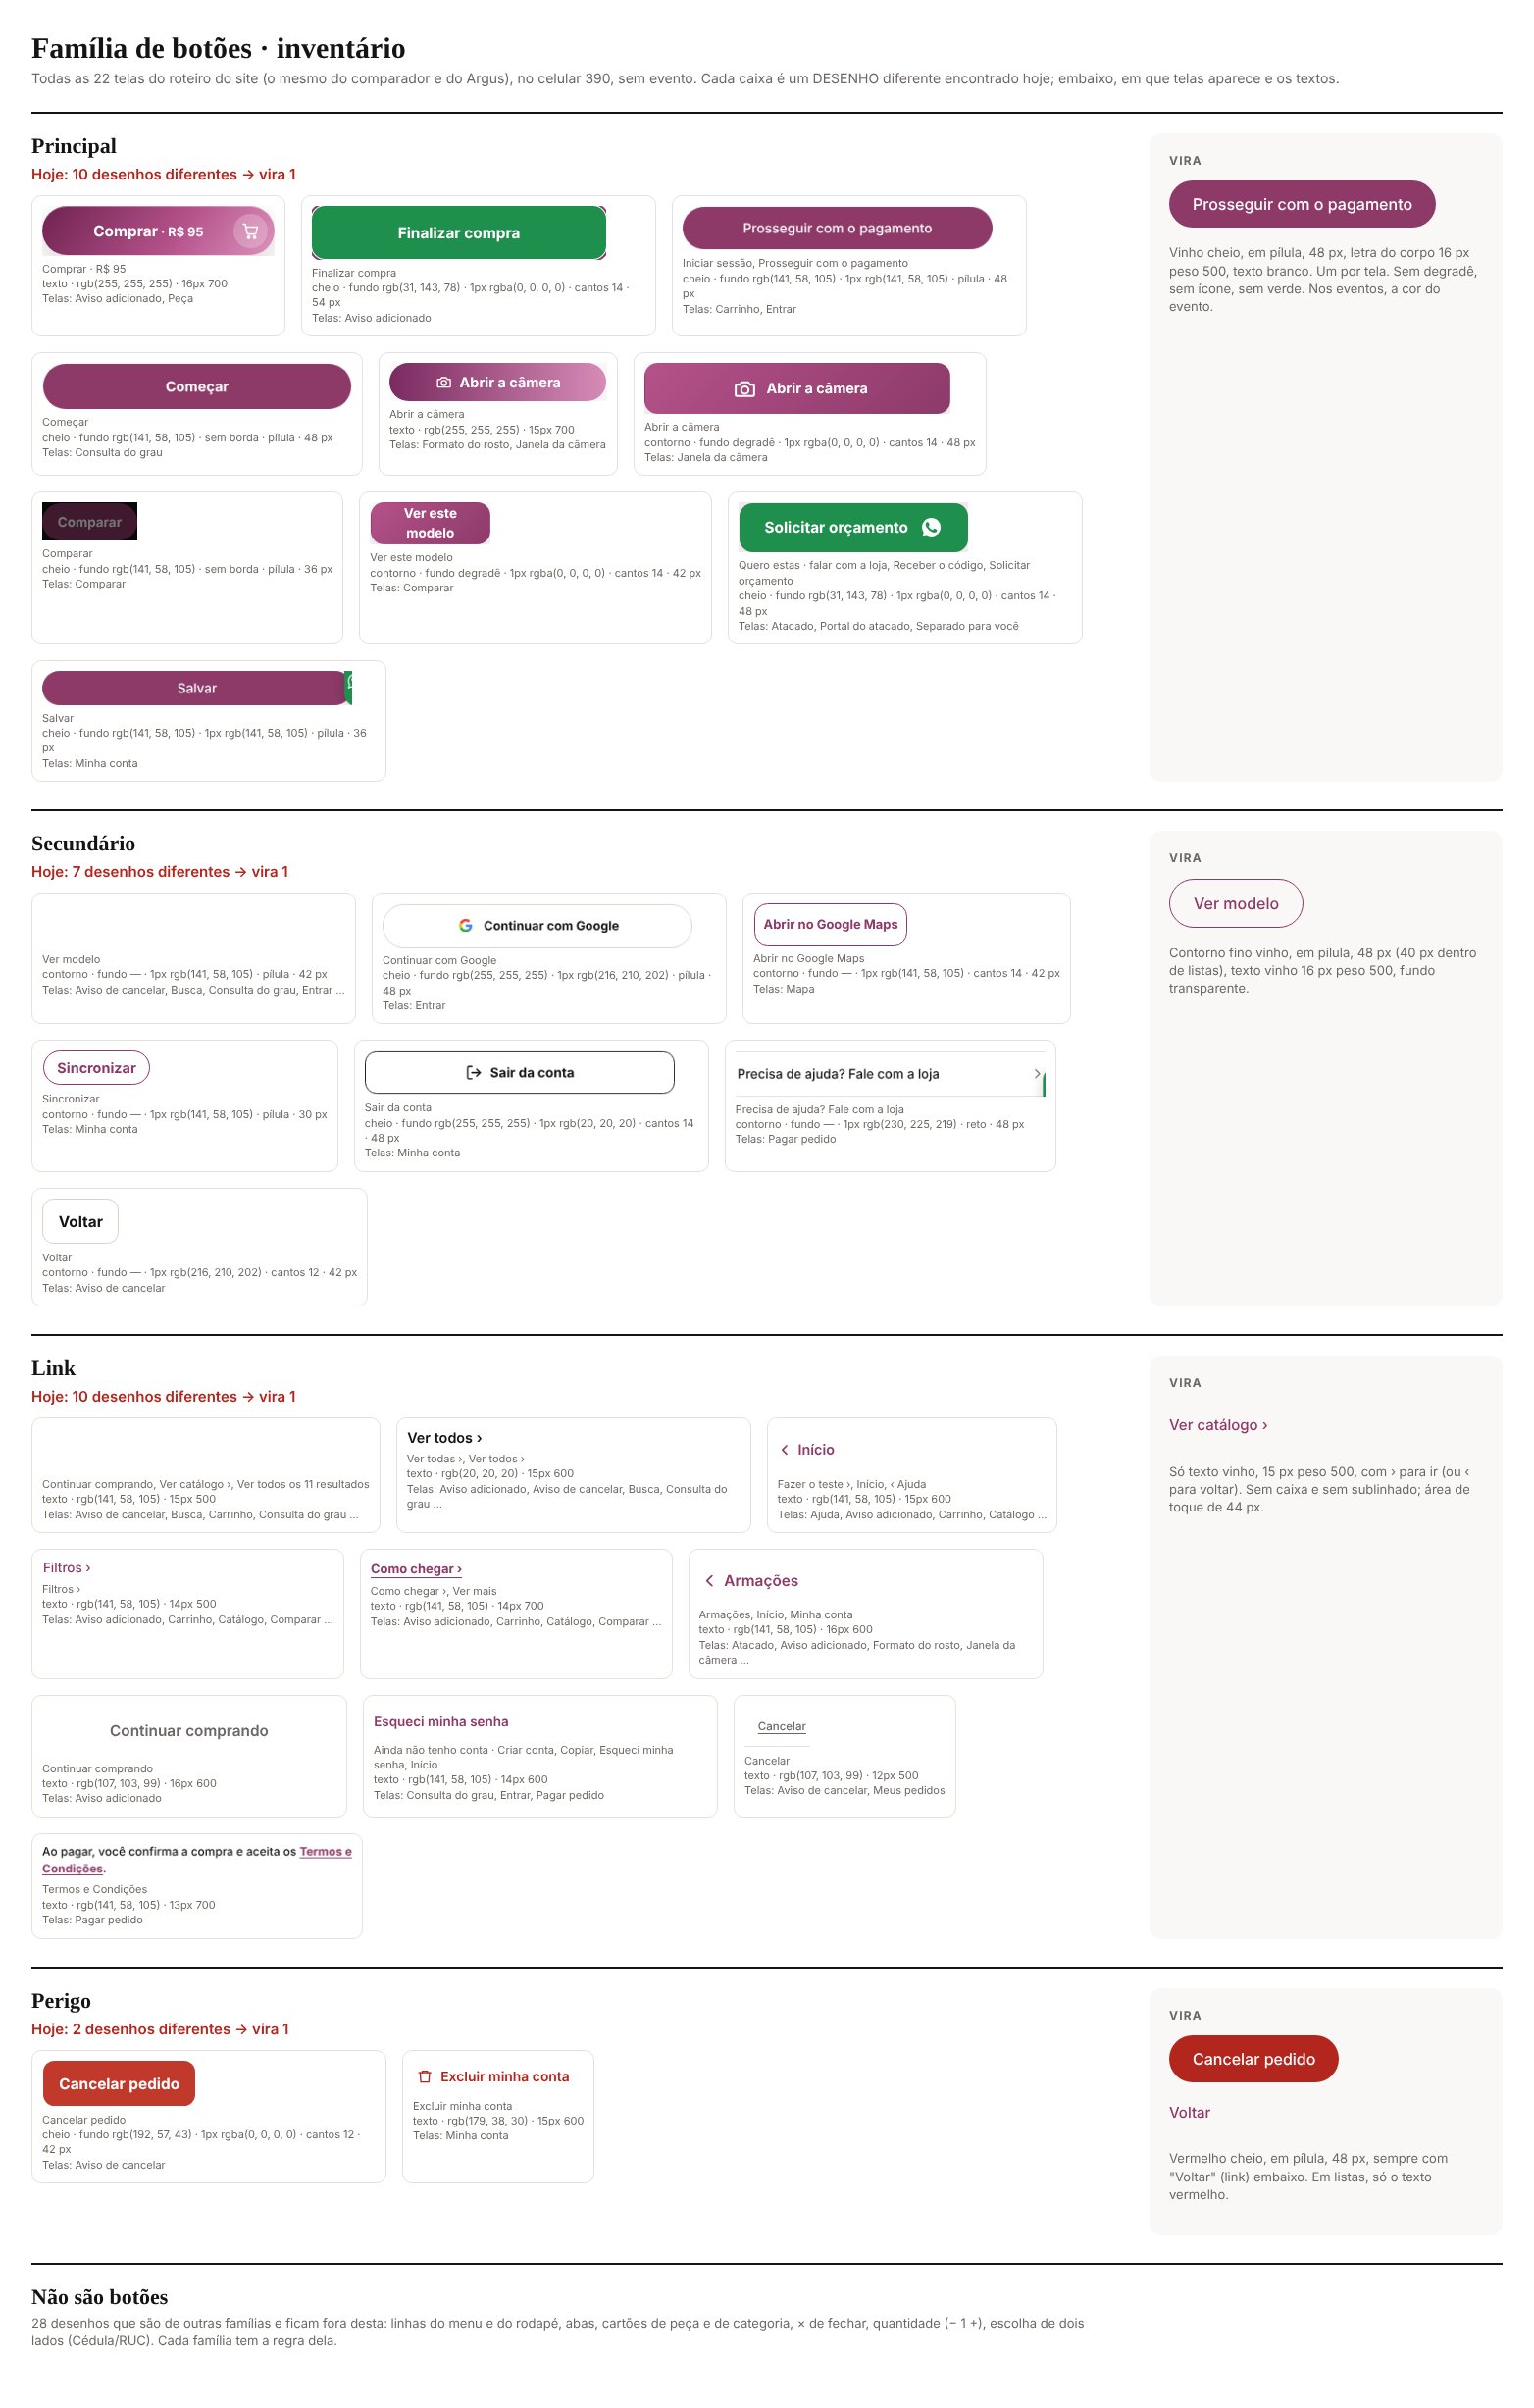 Família de botões · inventário
Todas as 22 telas do roteiro do site (o mesmo do comparador e do Argus), no celular 390, sem evento. Cada caixa é um DESENHO diferente encontrado hoje; embaixo, em que telas aparece e os textos.
Principal
Hoje: 10 desenhos diferentes → vira 1
Comprar · R$ 95
Comprar · R$ 95
texto · rgb(255, 255, 255) · 16px 700
Telas: Aviso adicionado, Peça
Finalizar compra
Finalizar compra
cheio · fundo rgb(31, 143, 78) · 1px rgba(0, 0, 0, 0) · cantos 14 ·
54 px
Telas: Aviso adicionado
Prosseguir com o pagamento
Iniciar sessão, Prosseguir com o pagamento
cheio · fundo rgb(141, 58, 105) · 1px rgb(141, 58, 105) · pílula · 48
px
Telas: Carrinho, Entrar
Começar
Começar
cheio · fundo rgb(141, 58, 105) · sem borda · pílula · 48 px
Telas: Consulta do grau
Abrir a câmera
Abrir a câmera
texto · rgb(255, 255, 255) · 15px 700
Telas: Formato do rosto, Janela da câmera
Abrir a câmera
Abrir a câmera
contorno · fundo degradê · 1px rgba(0, 0, 0, 0) · cantos 14 · 48 px
Telas: Janela da câmera
Comparar
Comparar
cheio · fundo rgb(141, 58, 105) · sem borda · pílula · 36 px
Telas: Comparar
Ver este
modelo
Ver este modelo
contorno · fundo degradê · 1px rgba(0, 0, 0, 0) · cantos 14 · 42 px
Telas: Comparar
Solicitar orçamento
Quero estas · falar com a loja, Receber o código, Solicitar
orçamento
cheio · fundo rgb(31, 143, 78) · 1px rgba(0, 0, 0, 0) · cantos 14 ·
48 px
Telas: Atacado, Portal do atacado, Separado para você
Salvar
Salvar
cheio · fundo rgb(141, 58, 105) · 1px rgb(141, 58, 105) · pílula · 36
px
Telas: Minha conta
VIRA
Prosseguir com o pagamento
Vinho cheio, em pílula, 48 px, letra do corpo 16 px
peso 500, texto branco. Um por tela. Sem degradê,
sem ícone, sem verde. Nos eventos, a cor do
evento.
Secundário
Hoje: 7 desenhos diferentes → vira 1
Ver modelo
contorno · fundo — · 1px rgb(141, 58, 105) · pílula · 42 px
Telas: Aviso de cancelar, Busca, Consulta do grau, Entrar ...
Continuar com Google
Continuar com Google
cheio · fundo rgb(255, 255, 255) · 1px rgb(216, 210, 202) · pílula ·
48 px
Telas: Entrar
Abrir no Google Maps
Abrir no Google Maps
contorno · fundo — · 1px rgb(141, 58, 105) · cantos 14 · 42 px
Telas: Mapa
Sincronizar
Sincronizar
contorno · fundo — · 1px rgb(141, 58, 105) · pílula · 30 px
Telas: Minha conta
Sair da conta
Sair da conta
cheio · fundo rgb(255, 255, 255) · 1px rgb(20, 20, 20) · cantos 14
· 48 px
Telas: Minha conta
Precisa de ajuda? Fale com a loja
Precisa de ajuda? Fale com a loja
contorno · fundo — · 1px rgb(230, 225, 219) · reto · 48 px
Telas: Pagar pedido
Voltar
Voltar
contorno · fundo — · 1px rgb(216, 210, 202) · cantos 12 · 42 px
Telas: Aviso de cancelar
VIRA
Ver modelo
Contorno fino vinho, em pílula, 48 px (40 px dentro
de listas), texto vinho 16 px peso 500, fundo
transparente.
Link
Hoje: 10 desenhos diferentes → vira 1
Continuar comprando, Ver catálogo ›, Ver todos os 11 resultados
texto · rgb(141, 58, 105) · 15px 500
Telas: Aviso de cancelar, Busca, Carrinho, Consulta do grau ...
Ver todos ›
Ver todas ›, Ver todos ›
texto · rgb(20, 20, 20) · 15px 600
Telas: Aviso adicionado, Aviso de cancelar, Busca, Consulta do
grau ...
Início
Fazer o teste ›, Início, ‹ Ajuda
texto · rgb(141, 58, 105) · 15px 600
Telas: Ajuda, Aviso adicionado, Carrinho, Catálogo ...
Filtros ›
Filtros ›
texto · rgb(141, 58, 105) · 14px 500
Telas: Aviso adicionado, Carrinho, Catálogo, Comparar ...
Como chegar ›
Como chegar ›, Ver mais
texto · rgb(141, 58, 105) · 14px 700
Telas: Aviso adicionado, Carrinho, Catálogo, Comparar ...
Armações
Armações, Início, Minha conta
texto · rgb(141, 58, 105) · 16px 600
Telas: Atacado, Aviso adicionado, Formato do rosto, Janela da
câmera ...
Continuar comprando
Continuar comprando
texto · rgb(107, 103, 99) · 16px 600
Telas: Aviso adicionado
Esqueci minha senha
Ainda não tenho conta · Criar conta, Copiar, Esqueci minha
senha, Início
texto · rgb(141, 58, 105) · 14px 600
Telas: Consulta do grau, Entrar, Pagar pedido
Cancelar
Cancelar
texto · rgb(107, 103, 99) · 12px 500
Telas: Aviso de cancelar, Meus pedidos
Ao pagar, você confirma a compra e aceita os Termos e
Condições.
Termos e Condições
texto · rgb(141, 58, 105) · 13px 700
Telas: Pagar pedido
VIRA
Ver catálogo ›
Só texto vinho, 15 px peso 500, com › para ir (ou ‹
para voltar). Sem caixa e sem sublinhado; área de
toque de 44 px.
Perigo
Hoje: 2 desenhos diferentes → vira 1
Cancelar pedido
Cancelar pedido
cheio · fundo rgb(192, 57, 43) · 1px rgba(0, 0, 0, 0) · cantos 12 ·
42 px
Telas: Aviso de cancelar
Excluir minha conta
Excluir minha conta
texto · rgb(179, 38, 30) · 15px 600
Telas: Minha conta
VIRA
Cancelar pedido
Voltar
Vermelho cheio, em pílula, 48 px, sempre com
"Voltar" (link) embaixo. Em listas, só o texto
vermelho.
Não são botões
28 desenhos que são de outras famílias e ficam fora desta: linhas do menu e do rodapé, abas, cartões de peça e de categoria, × de fechar, quantidade (− 1 +), escolha de dois
lados (Cédula/RUC). Cada família tem a regra dela.